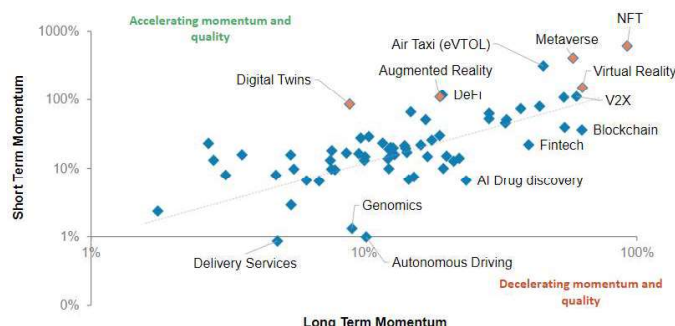 Accelerating momentum and
quality
NFT
1000%
Air Taxi (eVTOL)
Metaverse
Digital Twins
Augmented Reality
Virtual Reality
100%
DeFi
V2X
Blockchain
Fintech
10%
AI Drug discovery
Genomics
1%
1%
10%
100%
Delivery Services
Autonomous Driving
Decelerating momentum and
quality
0%
Short Term Momentum
Long Term Momentum